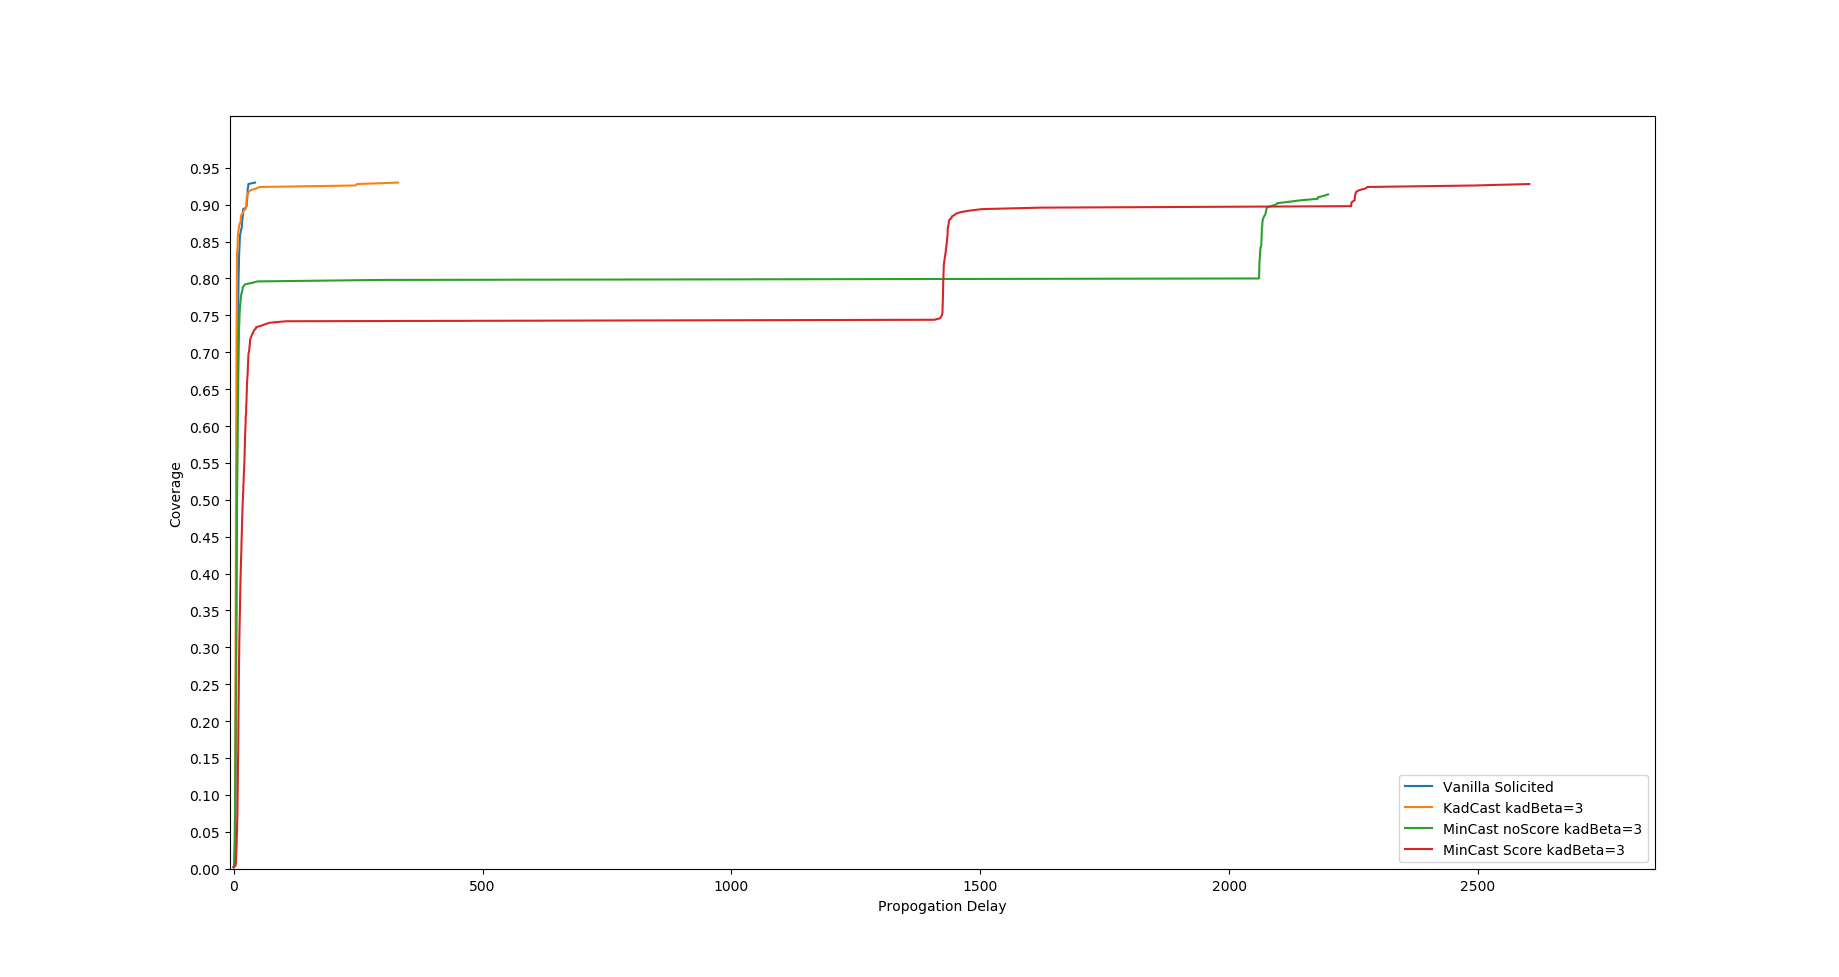 0.95
0.90
0.85
0.80
0.75
0.70
0.65
0.60
0.55
0.50
0.45
0.40
0.35
0.30
0.25
0.20
0.15
0.10
0.05
0.00
Coverage
0 500 1000 1500 2000 2500
Propogation Delay
Vanilla Solicited
KadCast kadBeta=3
MinCast noScore kadBeta=3
MinCast Score kadBeta=3